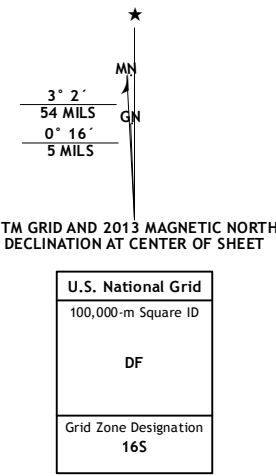 MN
3° 2´
54 MILS
GN
0° 16´
5 MILS
TM GRID AND 2013 MAGNETIC NORTH
DECLINATION AT CENTER OF SHEET
U.S. National Grid
100,000-m Square ID
DF
Grid Zone Designation
16S